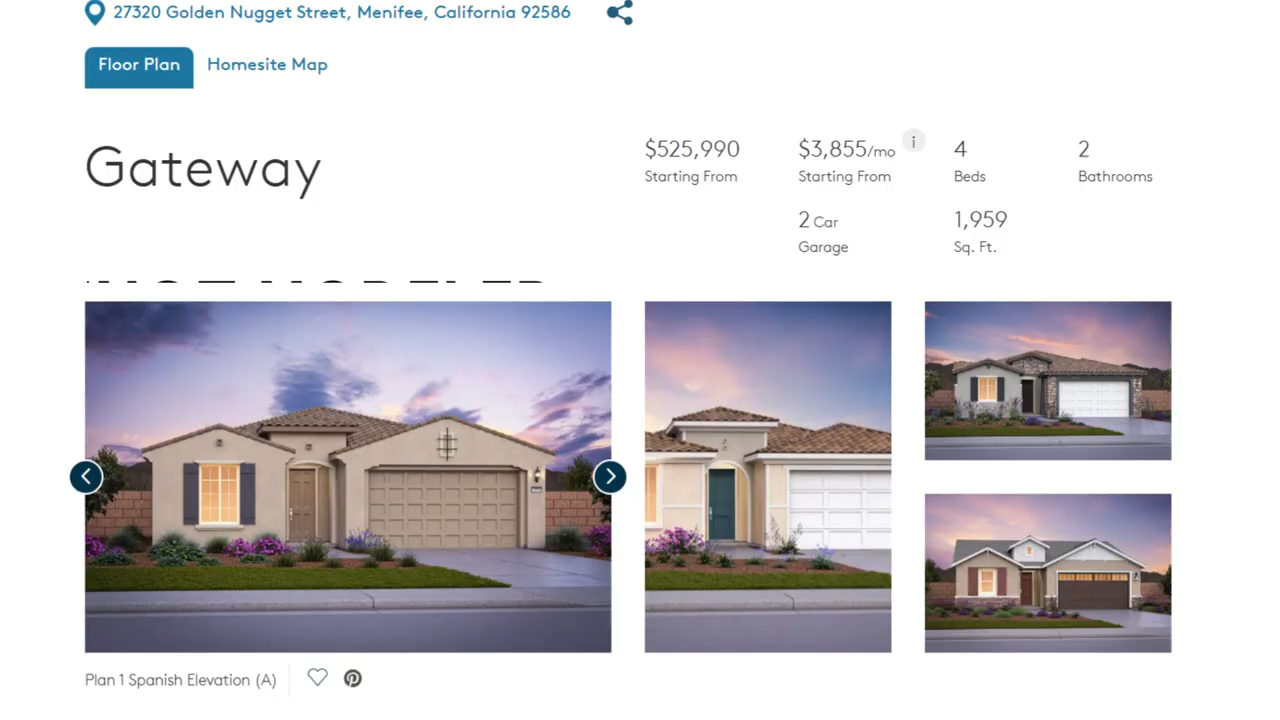 27320 Golden Nugget Street, Menifee, California 92586
Floor Plan Homesite Map
Gateway
$525,990 $3,855/mo i 4 2
Starting From Starting From Beds Bathrooms
2 Car 1,959
Garage Sq. Ft.
Plan 1 Spanish Elevation (A)